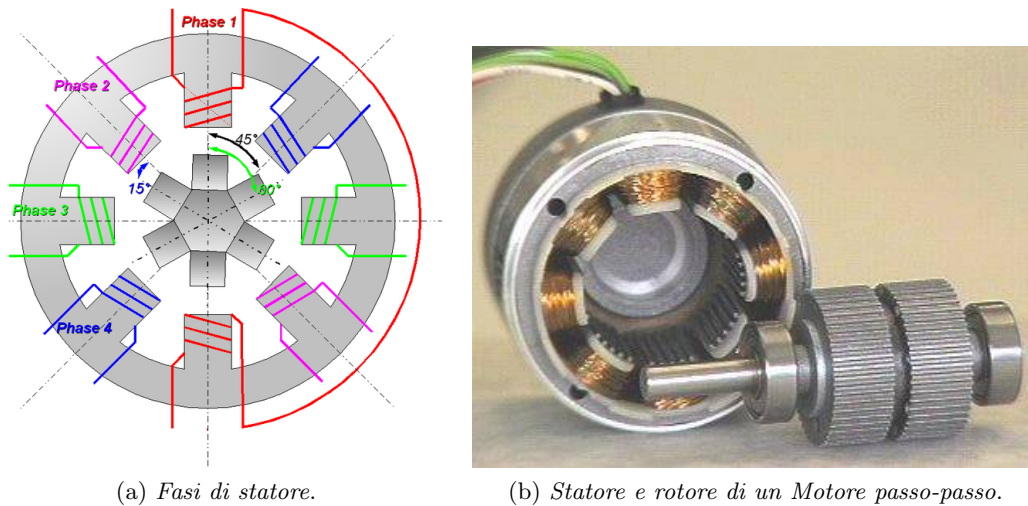 Phase 1
Phase 2
45°
60°
15°
Phase 3
Phase 4
(a) Fasi di statore.
(b) Statore e rotore di un Motore passo-passo.